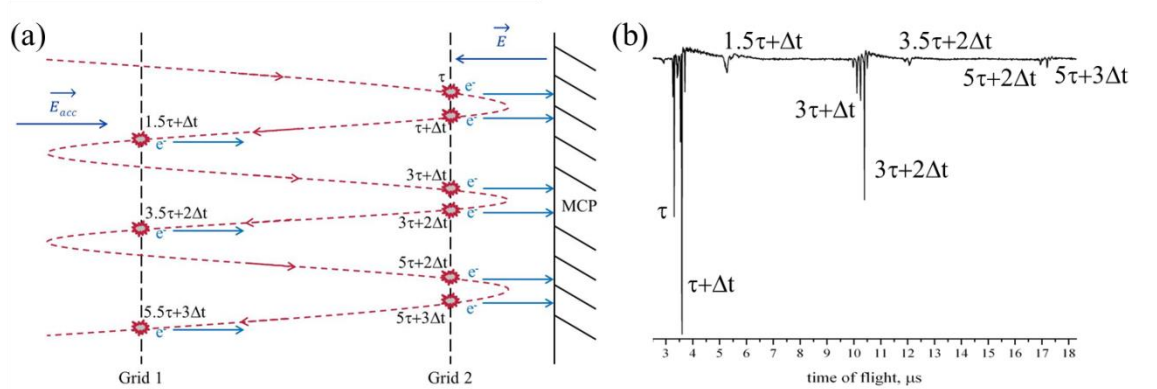 (a)
E
τ
e-
E_acc
1.5τ+Δt
e-
τ+Δt
e-
3τ+Δt
e-
MCP
3.5τ+2Δt
e-
3τ+2Δt
e-
5τ+2Δt
e-
5.5τ+3Δt
e-
5τ+3Δt
e-
Grid 1
Grid 2
(b)
1.5τ+Δt
3.5τ+2Δt
5τ+2Δt
5τ+3Δt
3τ+Δt
3τ+2Δt
τ
τ+Δt
3 4 5 6 7 8 9 10 11 12 13 14 15 16 17 18
time of flight, μs